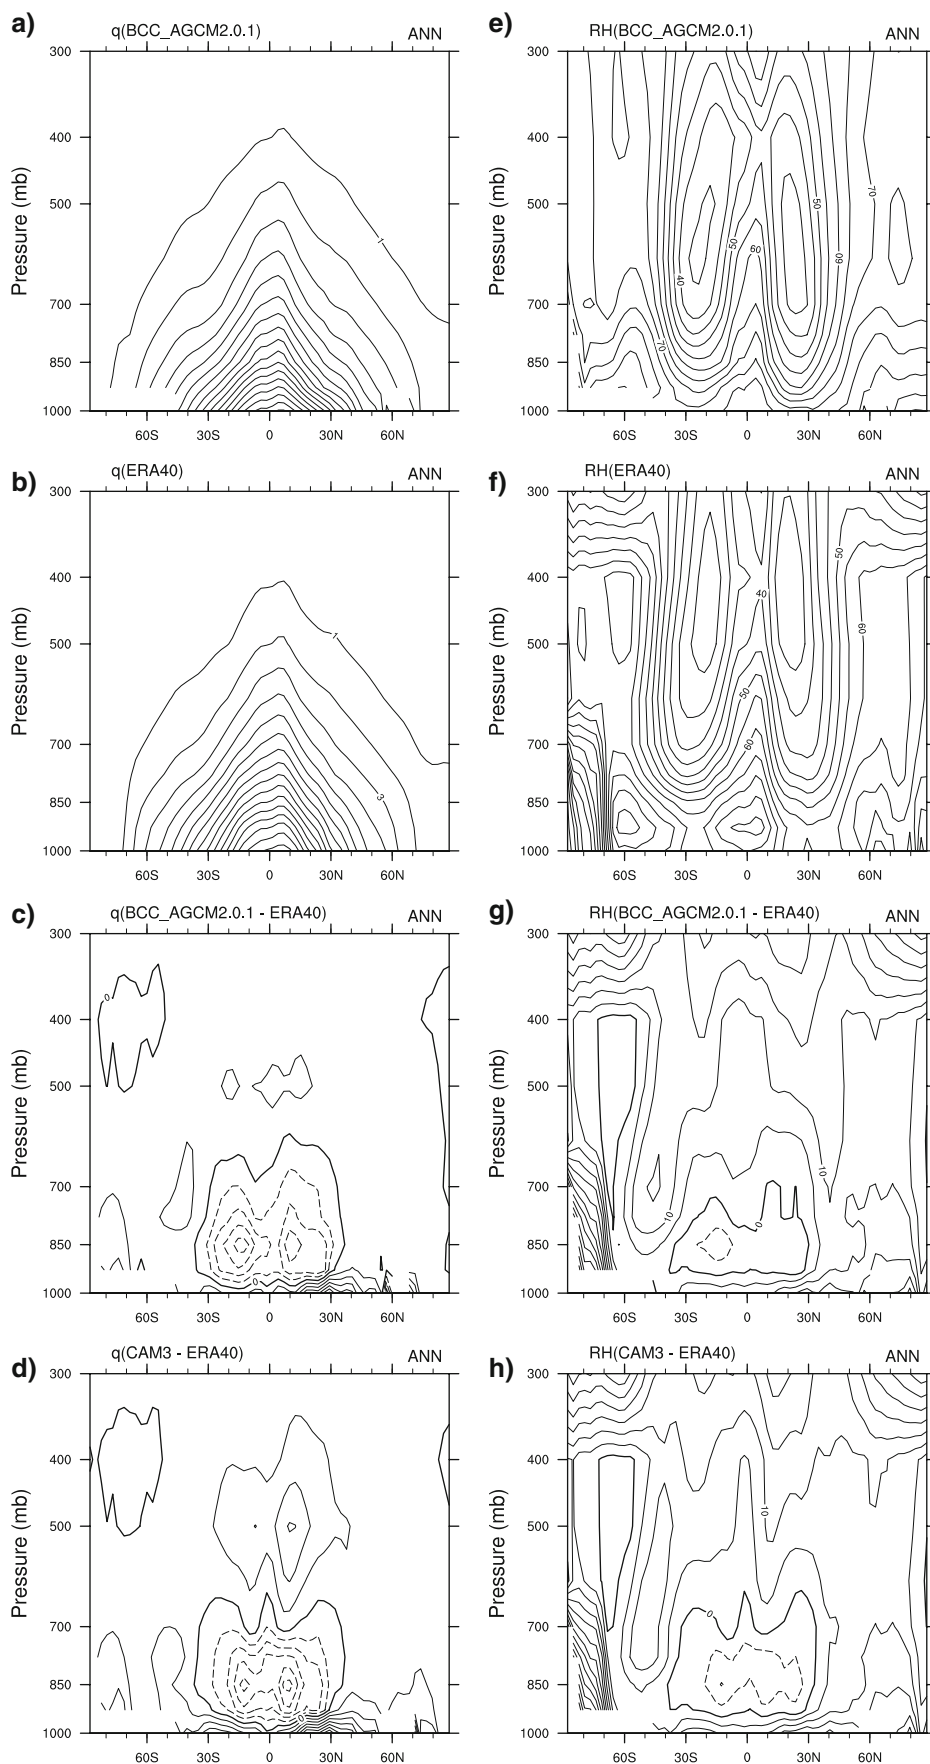 a) q(BCC_AGCM2.0.1) ANN
300
400
500
700
850
1000
Pressure (mb)
1
60S 30S 0 30N 60N
e) RH(BCC_AGCM2.0.1) ANN
300
400
500
700
850
1000
Pressure (mb)
70
50
50
60
60
40
70
60S 30S 0 30N 60N
b) q(ERA40) ANN
300
400
500
700
850
1000
Pressure (mb)
1
3
60S 30S 0 30N 60N
f) RH(ERA40) ANN
300
400
500
700
850
1000
Pressure (mb)
50
40
60
50
60
60S 30S 0 30N 60N
c) q(BCC_AGCM2.0.1 - ERA40) ANN
300
400
500
700
850
1000
Pressure (mb)
0
0
60S 30S 0 30N 60N
g) RH(BCC_AGCM2.0.1 - ERA40) ANN
300
400
500
700
850
1000
Pressure (mb)
10
10
0
60S 30S 0 30N 60N
d) q(CAM3 - ERA40) ANN
300
400
500
700
850
1000
Pressure (mb)
0
60S 30S 0 30N 60N
h) RH(CAM3 - ERA40) ANN
300
400
500
700
850
1000
Pressure (mb)
10
0
60S 30S 0 30N 60N